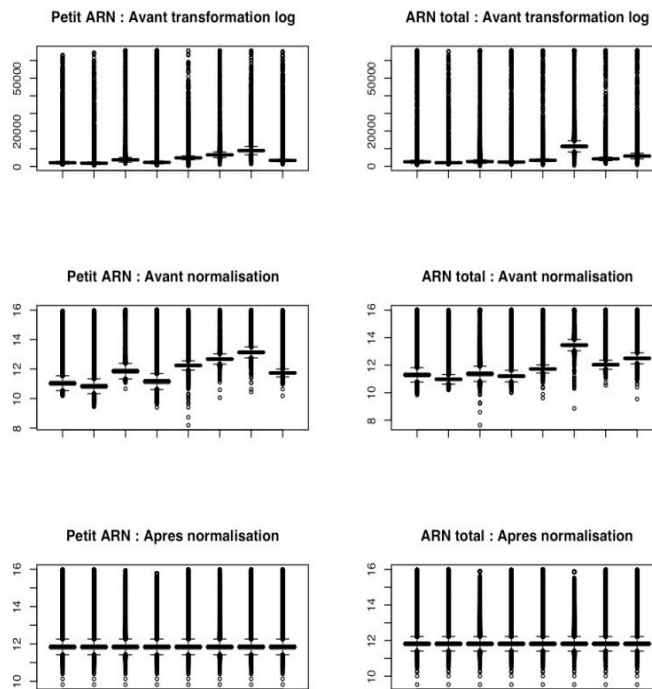 Petit ARN : Avant transformation log
ARN total : Avant transformation log
0 20000 50000
0 20000 50000
Petit ARN : Avant normalisation
ARN total : Avant normalisation
8 10 12 14 16
8 10 12 14 16
Petit ARN : Apres normalisation
ARN total : Apres normalisation
10 12 14 16
10 12 14 16